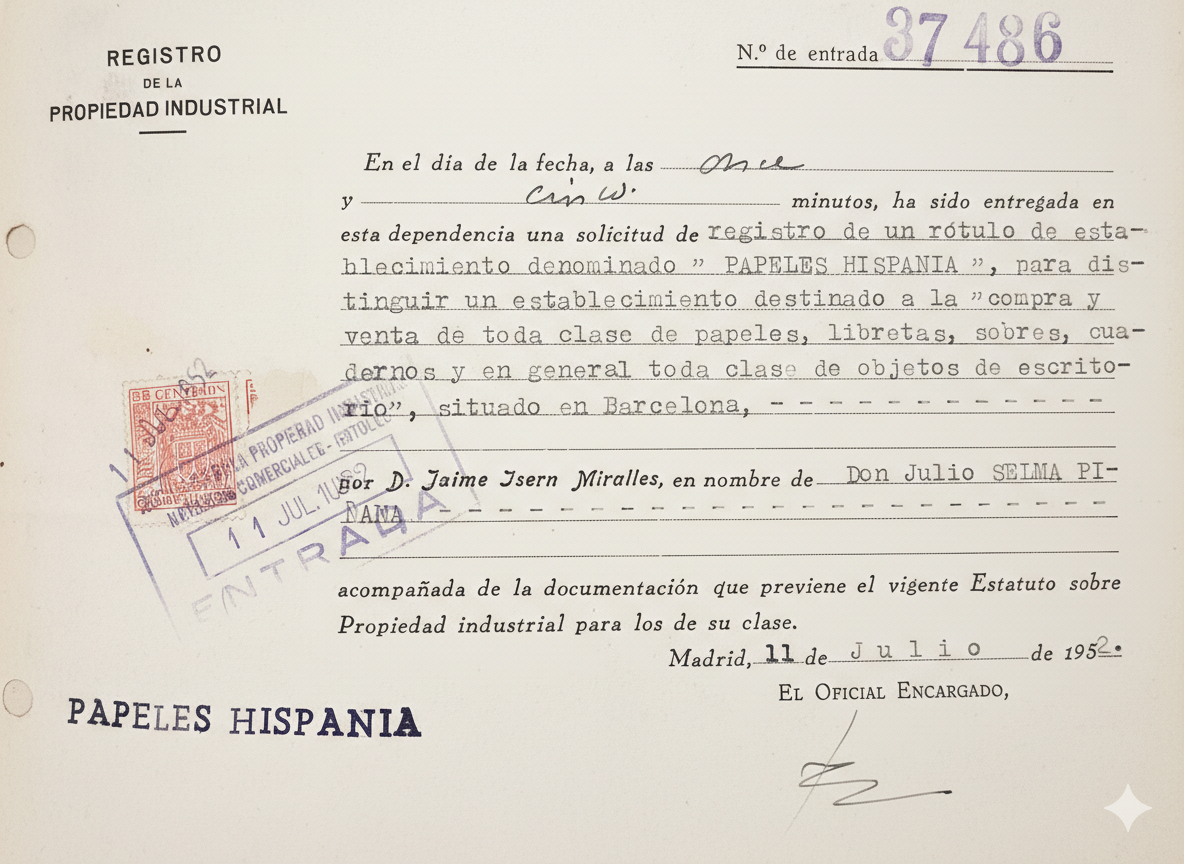 REGISTRO
DE LA
PROPIEDAD INDUSTRIAL
N.º de entrada 37 486
En el día de la fecha, a las once
y cinco minutos, ha sido entregada en
esta dependencia una solicitud de registro de un rótulo de esta-
blecimiento denominado " PAPELES HISPANIA ", para dis-
tinguir un establecimiento destinado a la "compra y
venta de toda clase de papeles, libretas, sobres, cua-
dernos y en general toda clase de objetos de escrito-
rio", situado en Barcelona, - - - - - - - - - - - -
por D. Jaime Isern Miralles, en nombre de Don Julio SELMA PI-
DANA - - - - - - - - - - - - - - - - - - - - - -
11 JUL.
acompañada de la documentación que previene el vigente Estatuto sobre
Propiedad industrial para los de su clase.
Madrid, 11 de Julio de 1952.
EL OFICIAL ENCARGADO,
PAPELES HISPANIA